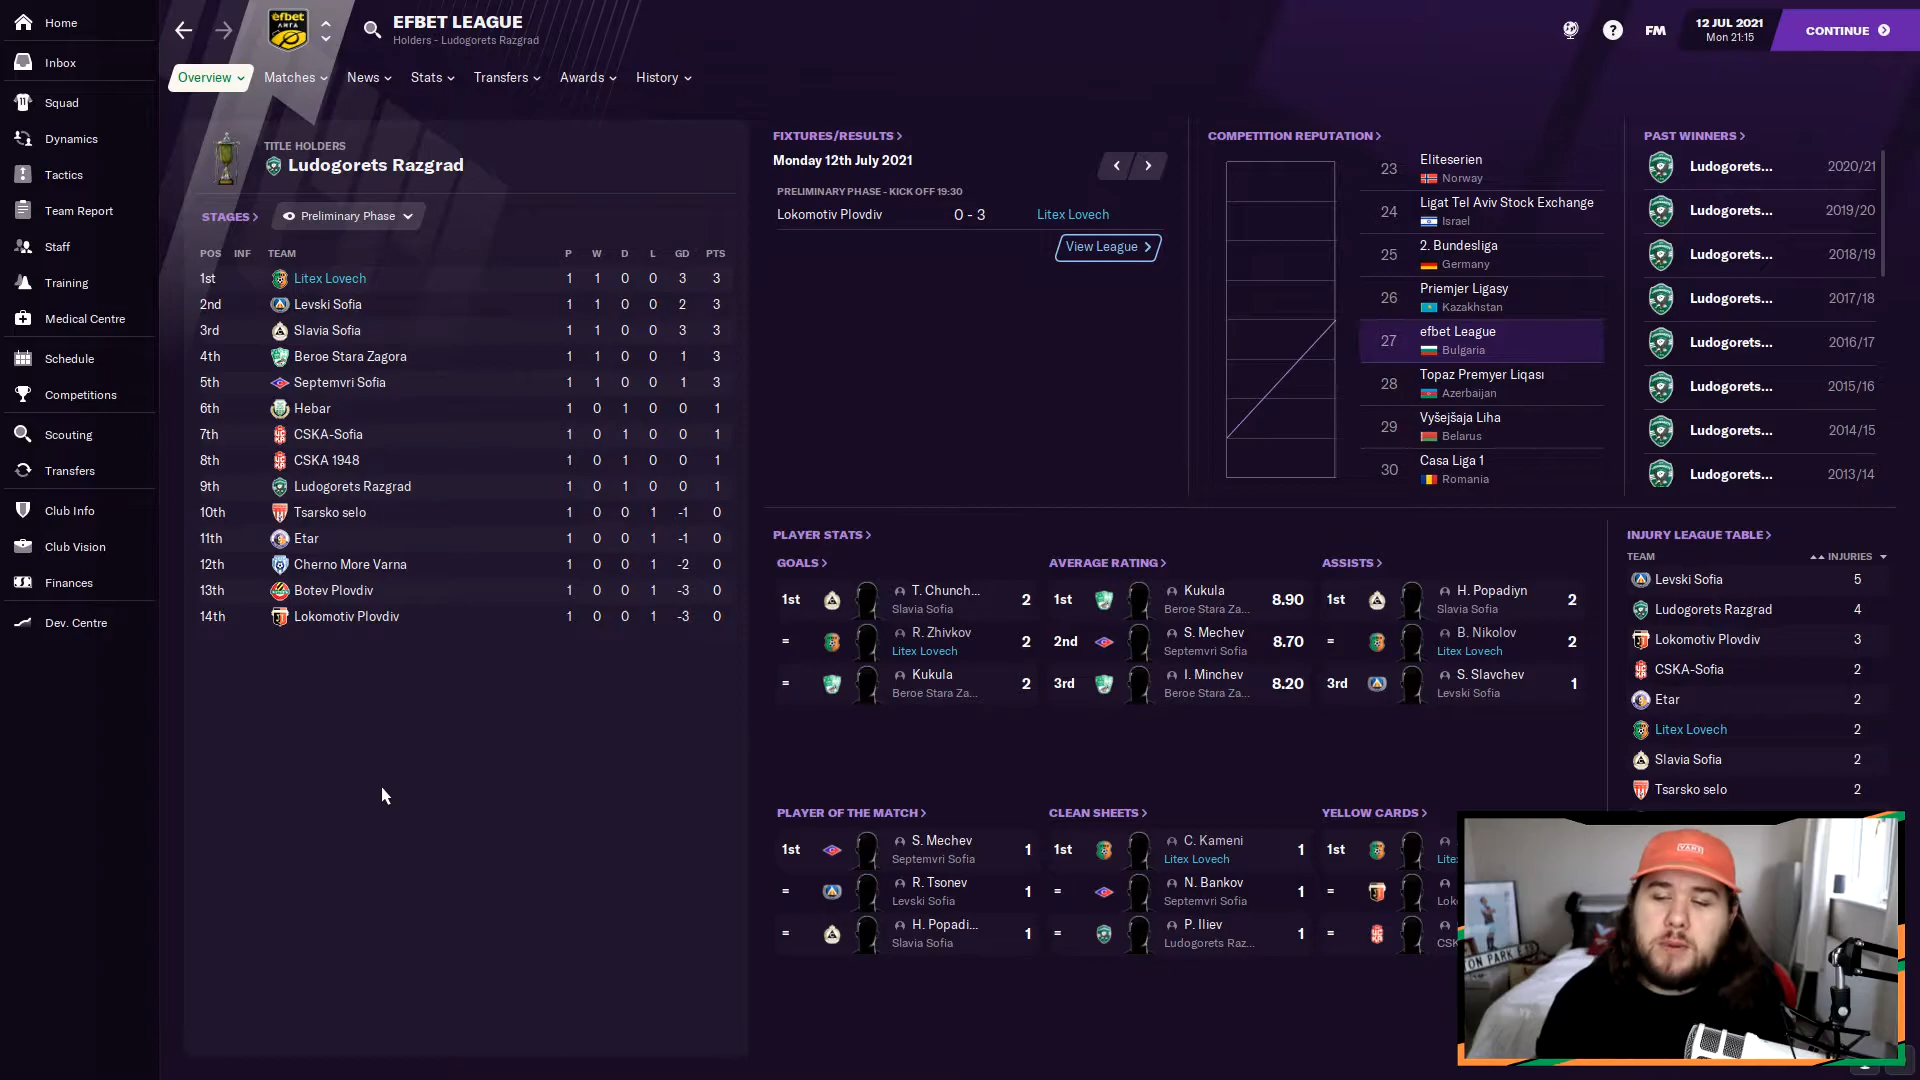 Home
Inbox
Squad
Dynamics
Tactics
Team Report
Staff
Training
Medical Centre
Schedule
Competitions
Scouting
Transfers
Club Info
Club Vision
Finances
Dev. Centre
EFBET LEAGUE
Holders - Ludogorets Razgrad
FM
12 JUL 2021
Mon 21:15
CONTINUE
Overview Matches News Stats Transfers Awards History
TITLE HOLDERS
Ludogorets Razgrad
STAGES Preliminary Phase
POS INF TEAM P W D L GD PTS
1st Litex Lovech 1 1 0 0 3 3
2nd Levski Sofia 1 1 0 0 2 3
3rd Slavia Sofia 1 1 0 0 3 3
4th Beroe Stara Zagora 1 1 0 0 1 3
5th Septemvri Sofia 1 1 0 0 1 3
6th Hebar 1 0 1 0 0 1
7th CSKA-Sofia 1 0 1 0 0 1
8th CSKA 1948 1 0 1 0 0 1
9th Ludogorets Razgrad 1 0 1 0 0 1
10th Tsarsko selo 1 0 0 1 -1 0
11th Etar 1 0 0 1 -1 0
12th Cherno More Varna 1 0 0 1 -2 0
13th Botev Plovdiv 1 0 0 1 -3 0
14th Lokomotiv Plovdiv 1 0 0 1 -3 0
FIXTURES/RESULTS
Monday 12th July 2021
PRELIMINARY PHASE - KICK OFF 19:30
Lokomotiv Plovdiv 0 - 3 Litex Lovech
View League
COMPETITION REPUTATION
23 Eliteserien
Norway
24 Ligat Tel Aviv Stock Exchange
Israel
25 2. Bundesliga
Germany
26 Priemjer Ligasy
Kazakhstan
27 efbet League
Bulgaria
28 Topaz Premyer Liqası
Azerbaijan
29 Vyšejšaja Liha
Belarus
30 Casa Liga 1
Romania
PAST WINNERS
Ludogorets... 2020/21
Ludogorets... 2019/20
Ludogorets... 2018/19
Ludogorets... 2017/18
Ludogorets... 2016/17
Ludogorets... 2015/16
Ludogorets... 2014/15
Ludogorets... 2013/14
PLAYER STATS
GOALS
1st T. Chunch... 2
Slavia Sofia
= R. Zhivkov 2
Litex Lovech
= Kukula 2
Beroe Stara Za...
AVERAGE RATING
1st Kukula 8.90
Beroe Stara Za...
2nd S. Mechev 8.70
Septemvri Sofia
3rd I. Minchev 8.20
Beroe Stara Za...
ASSISTS
1st H. Popadiyn 2
Slavia Sofia
= B. Nikolov 2
Litex Lovech
3rd S. Slavchev 1
Levski Sofia
PLAYER OF THE MATCH
1st S. Mechev 1
Septemvri Sofia
= R. Tsonev 1
Levski Sofia
= H. Popadi... 1
Slavia Sofia
CLEAN SHEETS
1st C. Kameni 1
Litex Lovech
= N. Bankov 1
Septemvri Sofia
= P. Iliev 1
Ludogorets Raz...
YELLOW CARDS
1st
=
=
INJURY LEAGUE TABLE
TEAM INJURIES
Levski Sofia 5
Ludogorets Razgrad 4
Lokomotiv Plovdiv 3
CSKA-Sofia 2
Etar 2
Litex Lovech 2
Slavia Sofia 2
Tsarsko selo 2